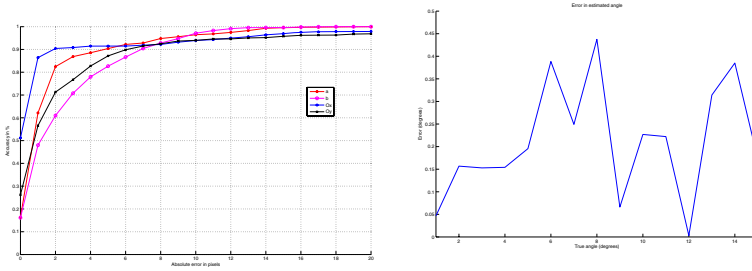 Accuracy in %
1
0.9
0.8
0.7
0.6
0.5
0.4
0.3
0.2
0.1
0
0 2 4 6 8 10 12 14 16 18 20
Absolute error in pixels
a
b
Ox
Oy
Error in estimated angle
Error (degrees)
0.5
0.45
0.4
0.35
0.3
0.25
0.2
0.15
0.1
0.05
0
2 4 6 8 10 12 14
True angle (degrees)